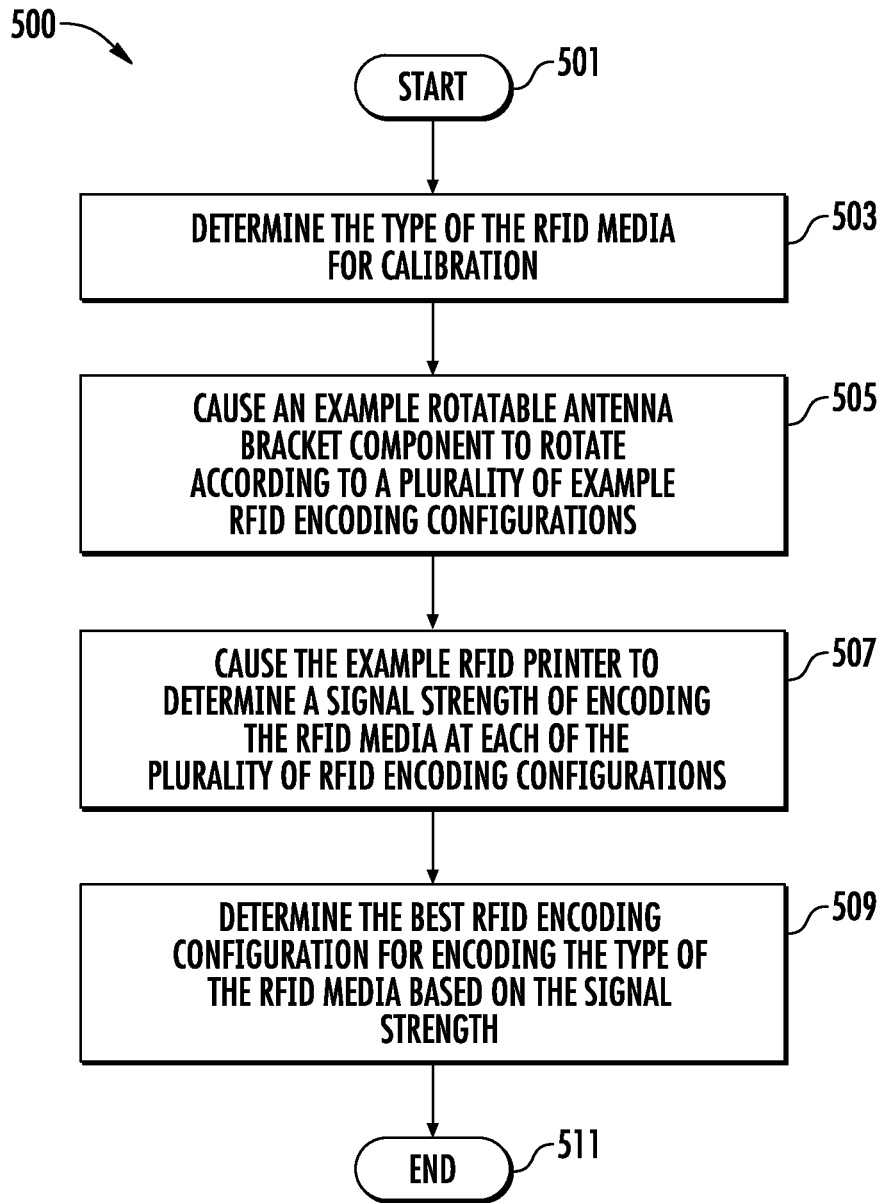 500
START
501
DETERMINE THE TYPE OF THE RFID MEDIA
FOR CALIBRATION
503
CAUSE AN EXAMPLE ROTATABLE ANTENNA
BRACKET COMPONENT TO ROTATE
ACCORDING TO A PLURALITY OF EXAMPLE
RFID ENCODING CONFIGURATIONS
505
CAUSE THE EXAMPLE RFID PRINTER TO
DETERMINE A SIGNAL STRENGTH OF ENCODING
THE RFID MEDIA AT EACH OF THE
PLURALITY OF RFID ENCODING CONFIGURATIONS
507
DETERMINE THE BEST RFID ENCODING
CONFIGURATION FOR ENCODING THE TYPE OF
THE RFID MEDIA BASED ON THE SIGNAL
STRENGTH
509
END
511